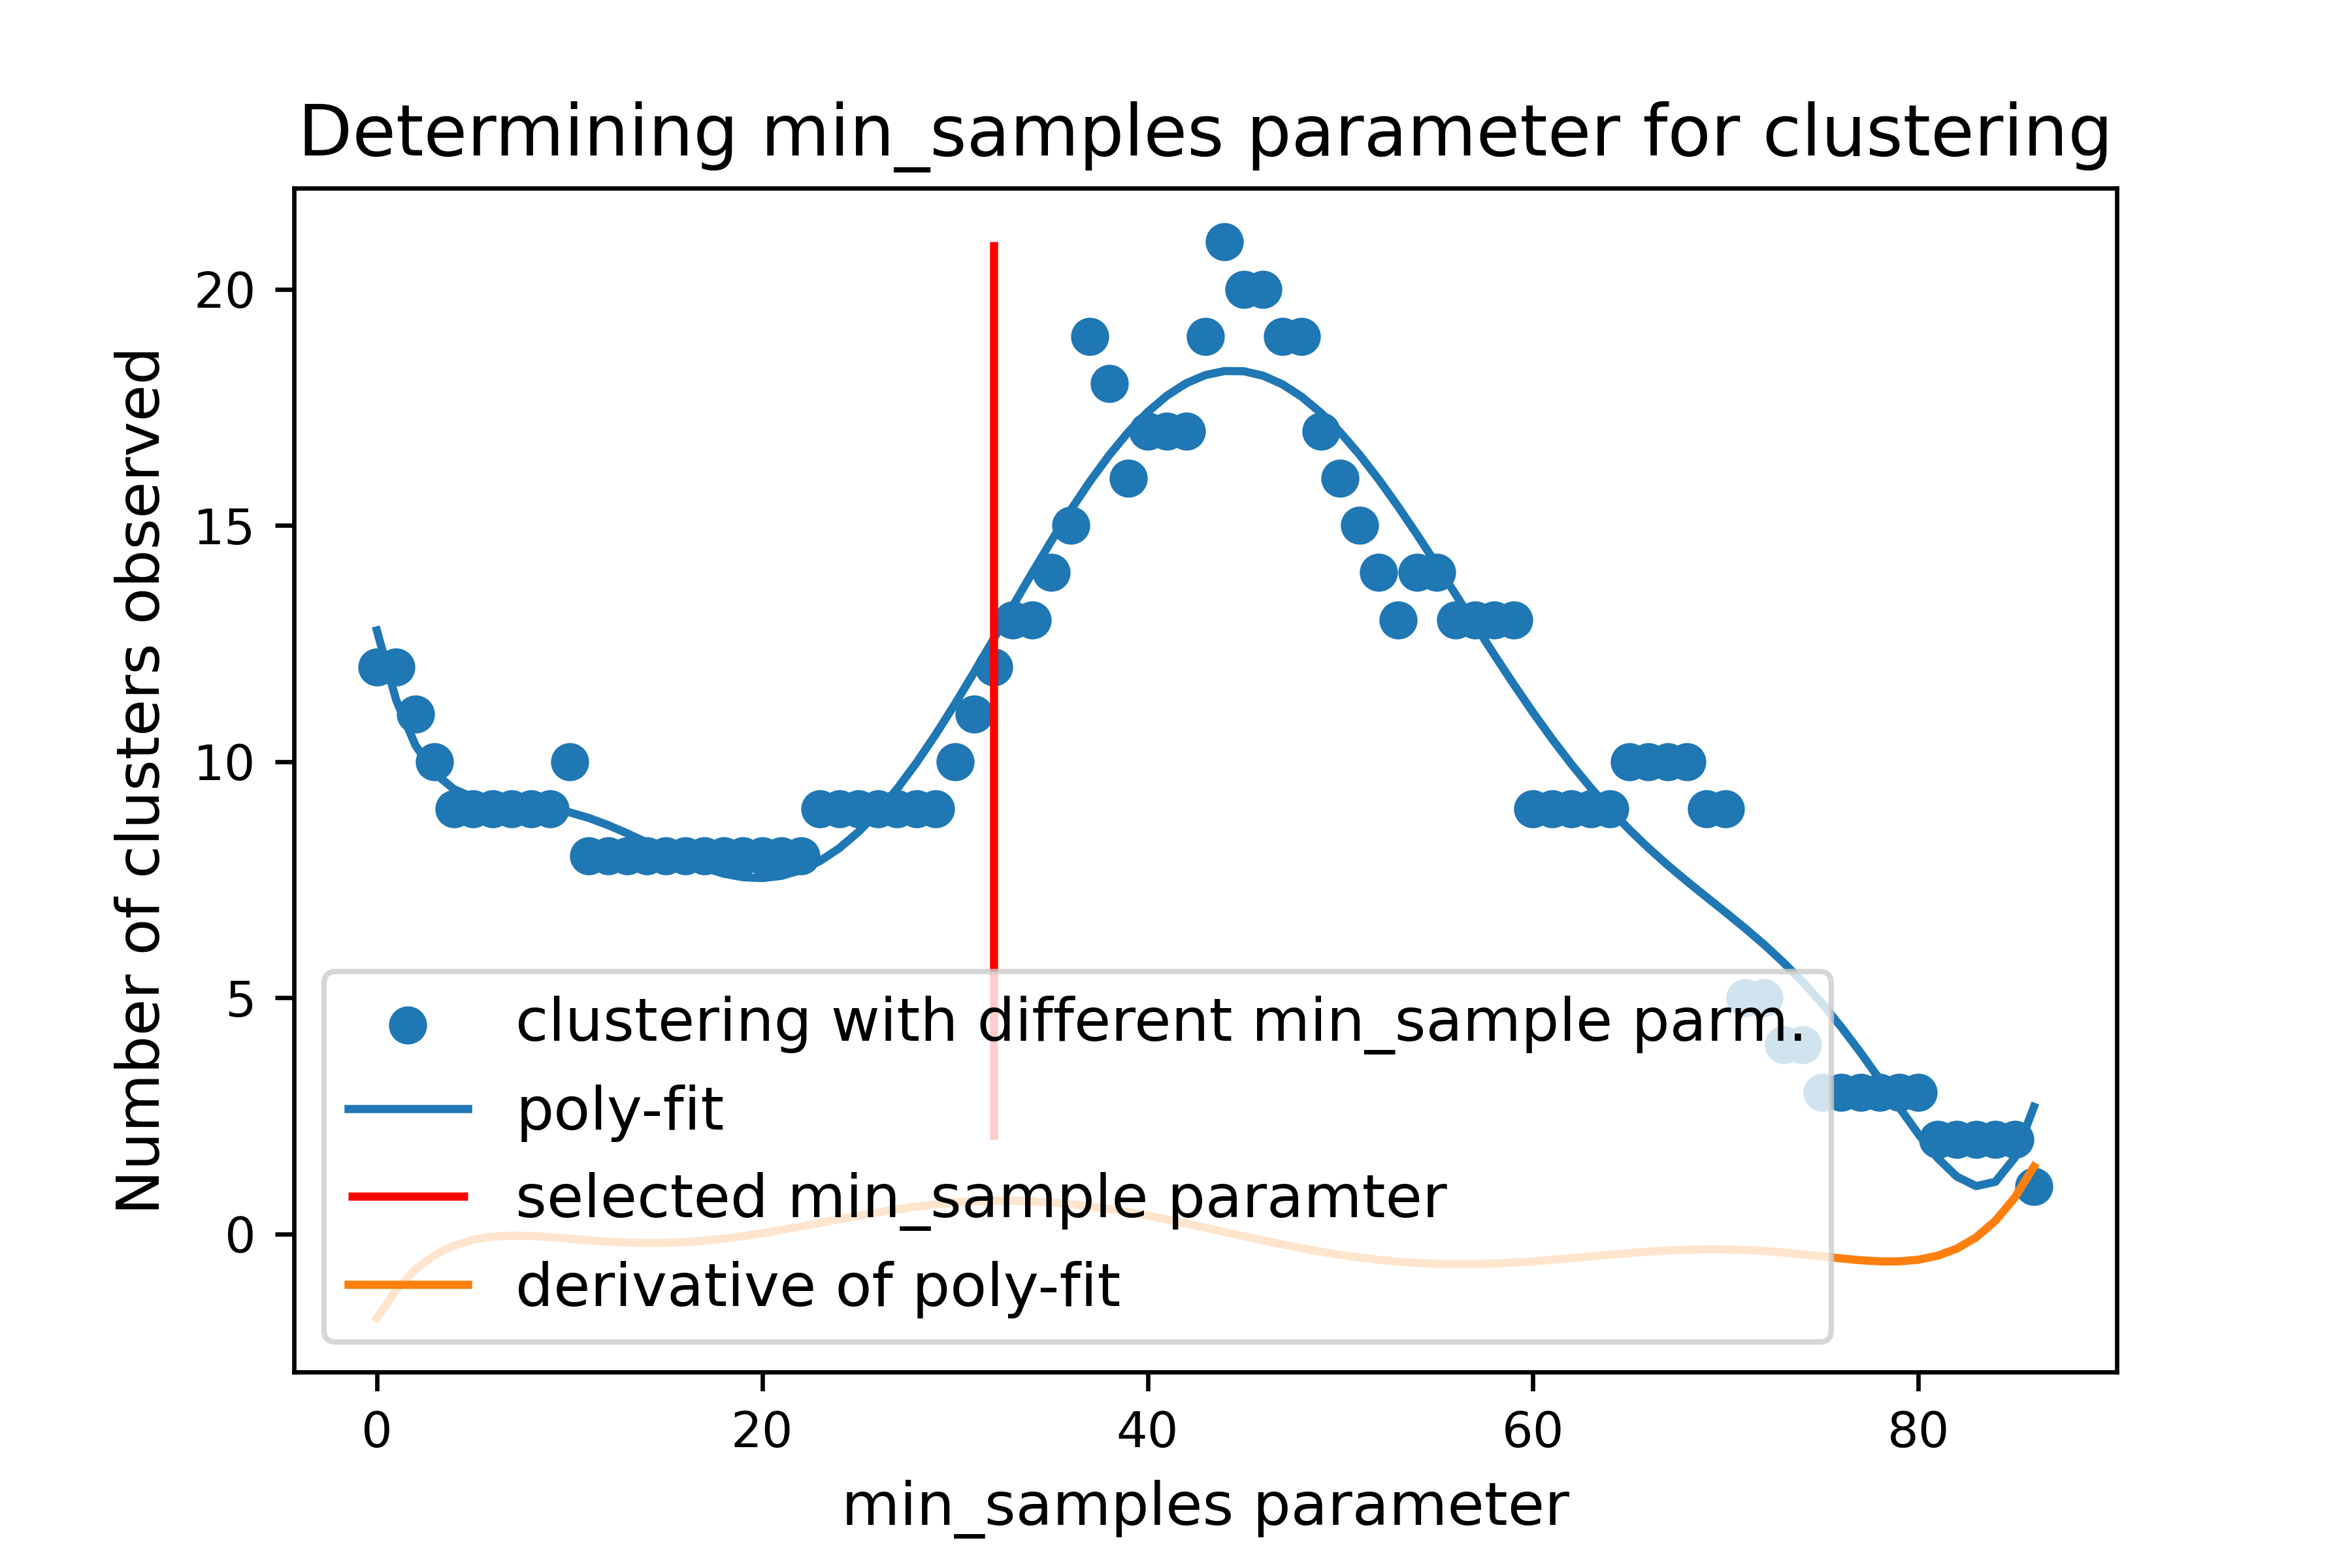 Determining min_samples parameter for clustering
Number of clusters observed
20
15
10
5
0
clustering with different min_sample parm.
poly-fit
selected min_sample paramter
derivative of poly-fit
0 20 40 60 80
min_samples parameter